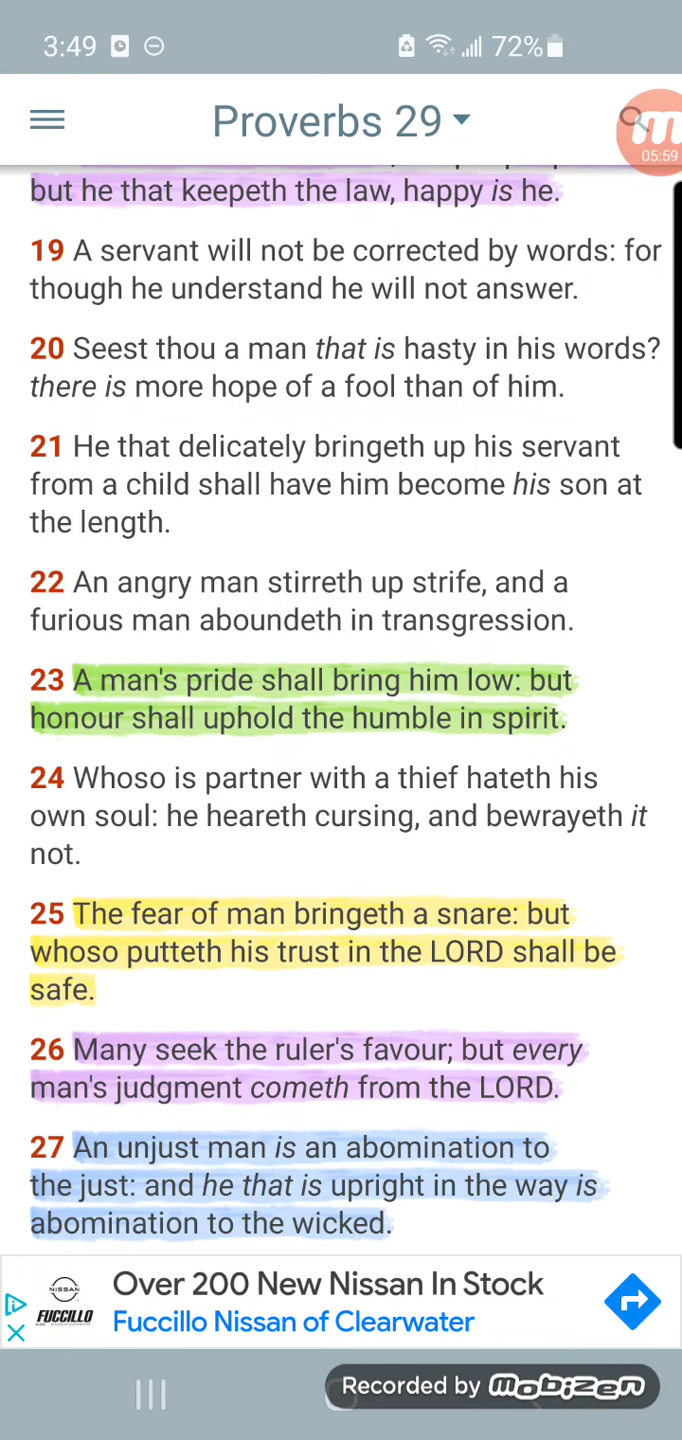 3:49
72%
Proverbs 29
05:59
but he that keepeth the law, happy is he.
19 A servant will not be corrected by words: for
though he understand he will not answer.
20 Seest thou a man that is hasty in his words?
there is more hope of a fool than of him.
21 He that delicately bringeth up his servant
from a child shall have him become his son at
the length.
22 An angry man stirreth up strife, and a
furious man aboundeth in transgression.
23 A man's pride shall bring him low: but
honour shall uphold the humble in spirit.
24 Whoso is partner with a thief hateth his
own soul: he heareth cursing, and bewrayeth it
not.
25 The fear of man bringeth a snare: but
whoso putteth his trust in the LORD shall be
safe.
26 Many seek the ruler's favour; but every
man's judgment cometh from the LORD.
27 An unjust man is an abomination to
the just: and he that is upright in the way is
abomination to the wicked.
NISSAN
FUCCILLO
Over 200 New Nissan In Stock
Fuccillo Nissan of Clearwater
Recorded by mobizen